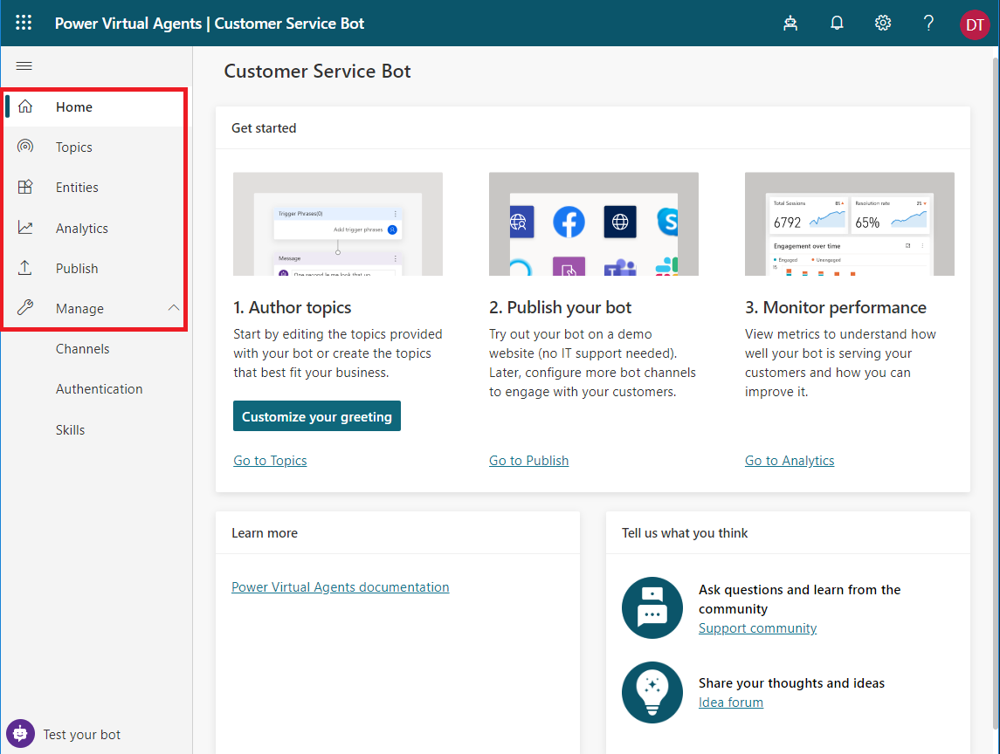 Power Virtual Agents | Customer Service Bot
?
DT
Home
Topics
Entities
Analytics
Publish
Manage
Channels
Authentication
Skills
Test your bot
Customer Service Bot
Get started
Trigger Phrases(0)
Add trigger phrases
Message
One second le me look that up
Total Sessions
Resolution rate
6792
65%
Engagement over time
Engaged
Unengaged
1. Author topics
Start by editing the topics provided
with your bot or create the topics
that best fit your business.
Customize your greeting
Go to Topics
2. Publish your bot
Try out your bot on a demo
website (no IT support needed).
Later, configure more bot channels
to engage with your customers.
Go to Publish
3. Monitor performance
View metrics to understand how
well your bot is serving your
customers and how you can
improve it.
Go to Analytics
Learn more
Power Virtual Agents documentation
Tell us what you think
Ask questions and learn from the
community
Support community
Share your thoughts and ideas
Idea forum